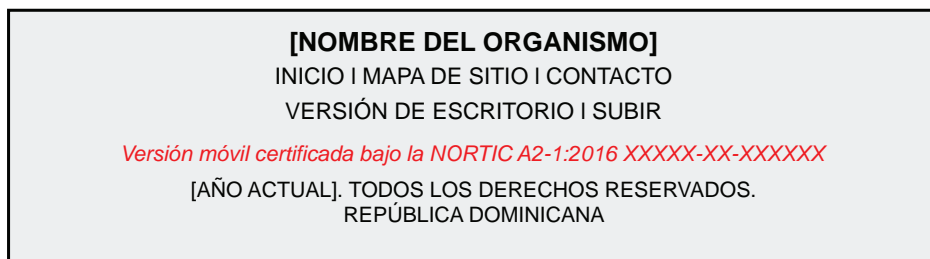 [NOMBRE DEL ORGANISMO]
INICIO I MAPA DE SITIO I CONTACTO
VERSIÓN DE ESCRITORIO I SUBIR
Versión móvil certificada bajo la NORTIC A2-1:2016 XXXXX-XX-XXXXXX
[AÑO ACTUAL]. TODOS LOS DERECHOS RESERVADOS.
REPÚBLICA DOMINICANA